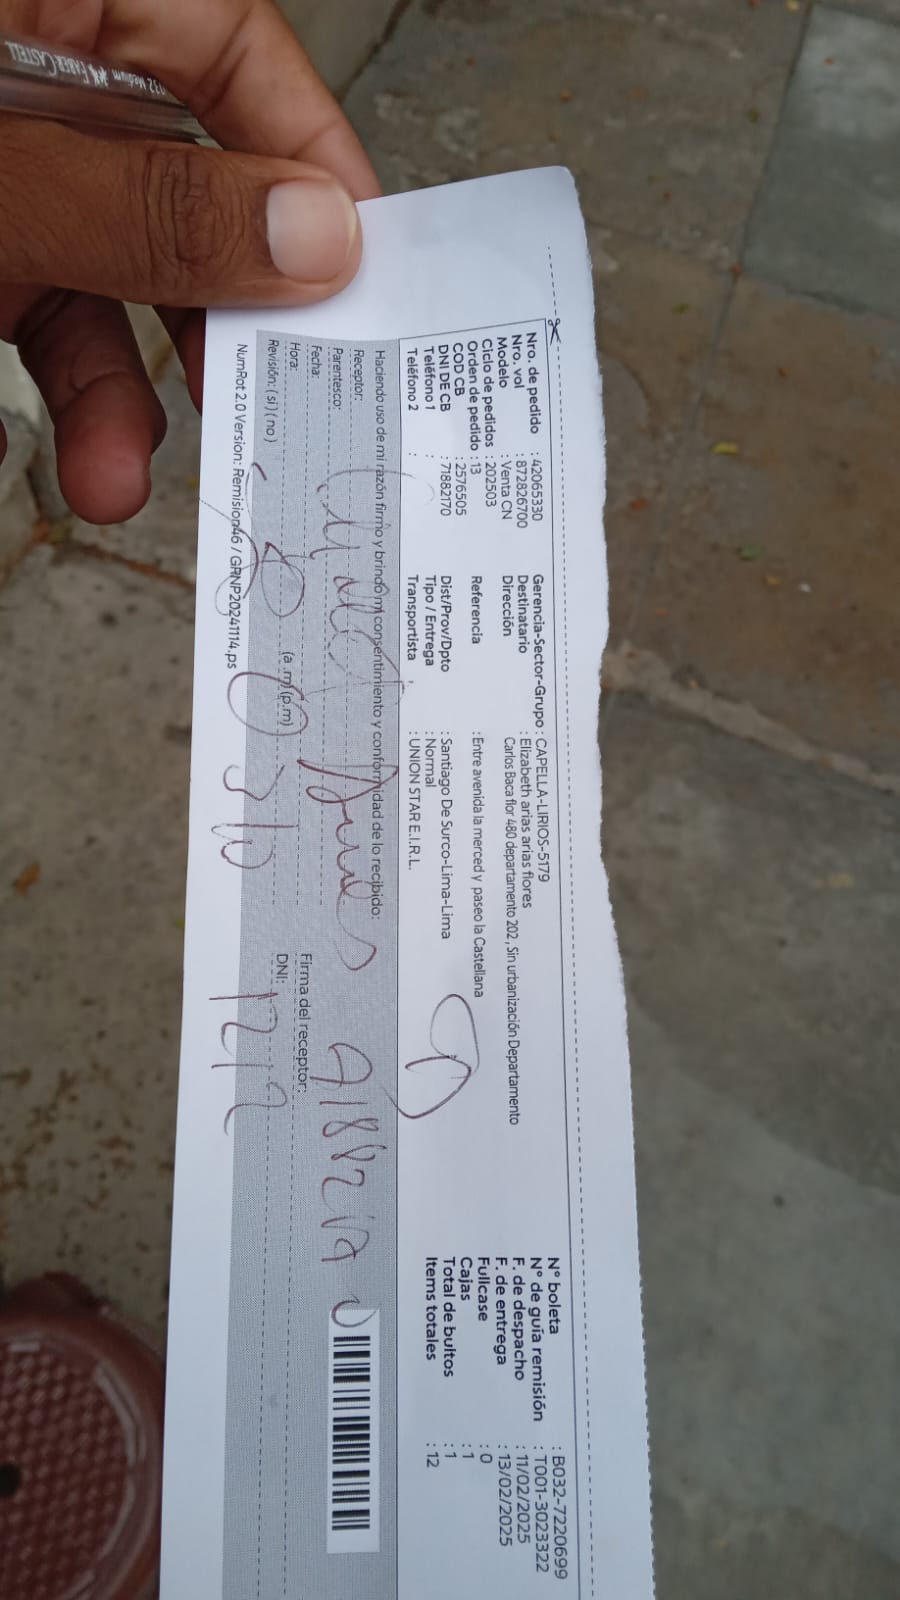 032 Medium FABER CASTELL
Nro. de pedido : 42065330
Nro. vol : 872826700
Modelo : Venta CN
Ciclo de pedidos : 202503
Orden de pedido : 13
COD CB : 2576505
DNI DE CB : 71882170
Teléfono 1 :
Teléfono 2 :
Gerencia-Sector-Grupo : CAPELLA-LIRIOS-5179
Destinatario : Elizabeth arias arias flores
Dirección Carlos Baca flor 480 departamento 202 , Sin urbanización Departamento
Referencia : Entre avenida la merced y paseo la Castellana
Dist/Prov/Dpto : Santiago De Surco-Lima-Lima
Tipo / Entrega : Normal
Transportista : UNION STAR E.I.R.L.
N° boleta : B032-7220699
N° de guía remisión : T001-3023322
F. de despacho : 11/02/2025
F. de entrega : 13/02/2025
Fullcase : 0
Cajas : 1
Total de bultos : 1
Items totales : 12
Haciendo uso de mi razón firmo y brindo mi consentimiento y conformidad de lo recibido:
Receptor:
Parentesco:
Fecha:
Hora: (a .m) (p.m)
Revisión: (si) (no)
Firma del receptor:
DNI:
NumRot 2.0 Version: Remision46 / GRNP20241114.ps